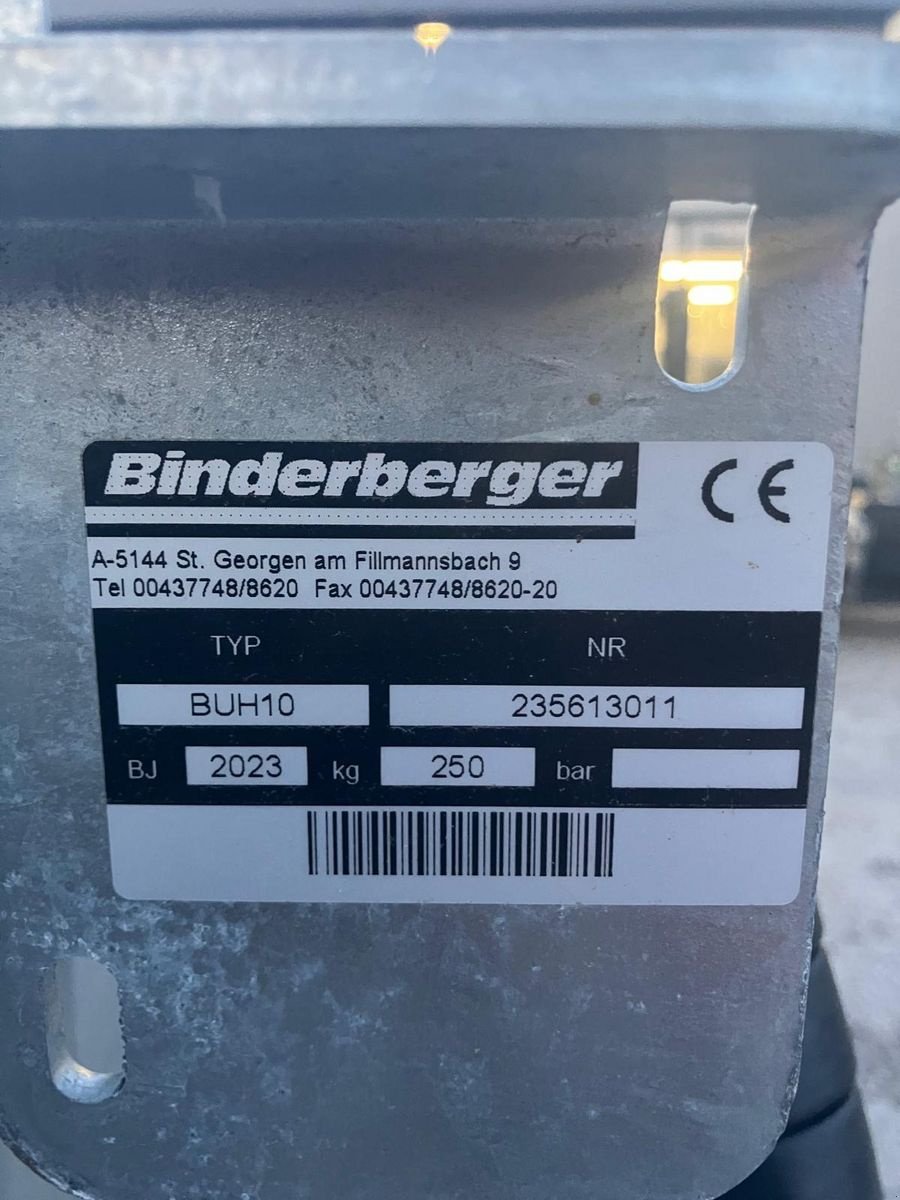 Binderberger CE
A-5144 St. Georgen am Fillmannsbach 9
Tel 00437748/8620 Fax 00437748/8620-20
TYP NR
BUH10 235613011
BJ 2023 kg 250 bar